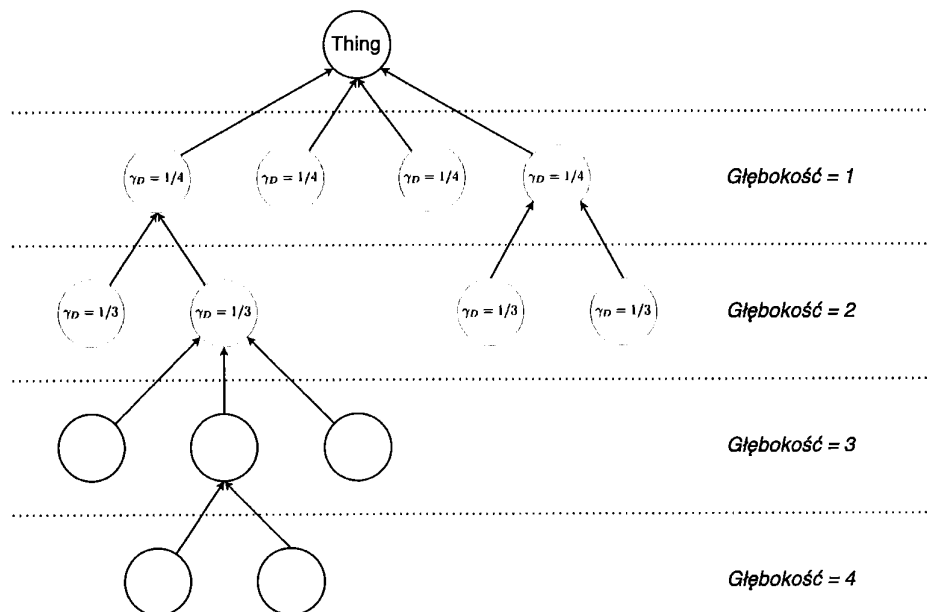 Thing
γD = 1/4 γD = 1/4 γD = 1/4 γD = 1/4 Głębokość = 1
γD = 1/3 γD = 1/3 γD = 1/3 γD = 1/3 Głębokość = 2
Głębokość = 3
Głębokość = 4